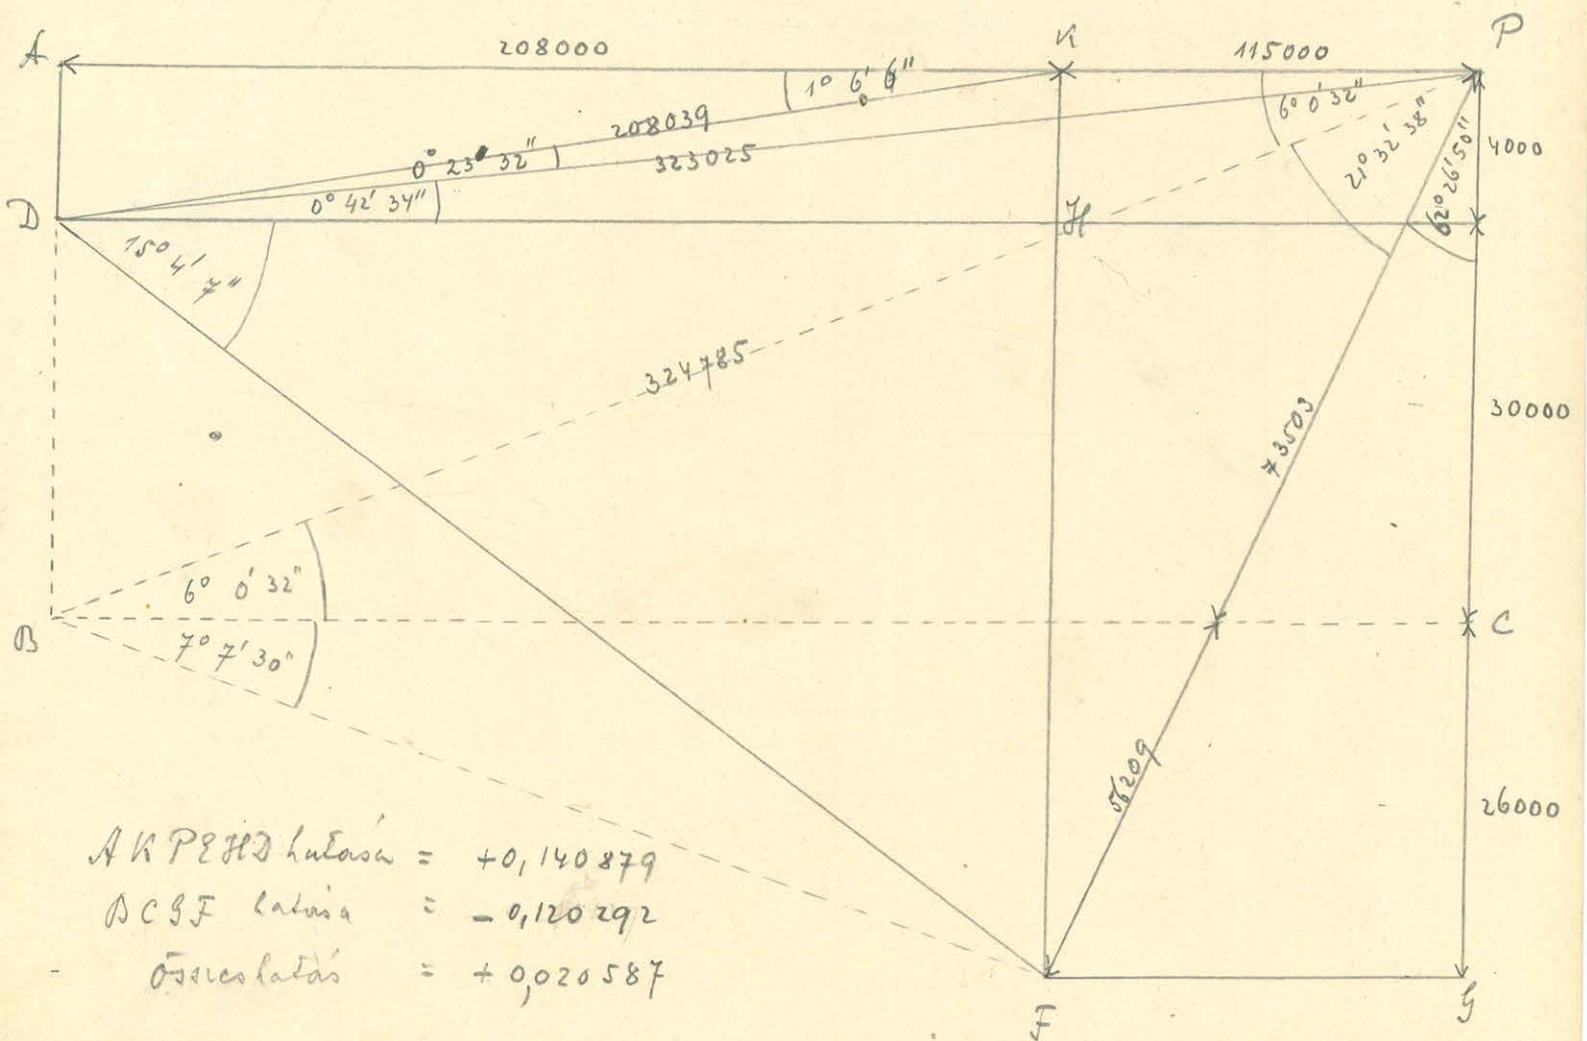 A
208000
K
115000
P
1° 6' 6"
6° 0' 32"
208039
0° 23' 32"
323025
21° 32' 38"
62° 26' 50"
4000
0° 42' 34"
D
H
15° 4' 7"
324785
30000
73503
6° 0' 32"
B
C
7° 7' 30"
56209
26000
AKPEHD hatása = +0,140879
BCGF hatása = -0,120292
Összeshatás = +0,020587
F
G